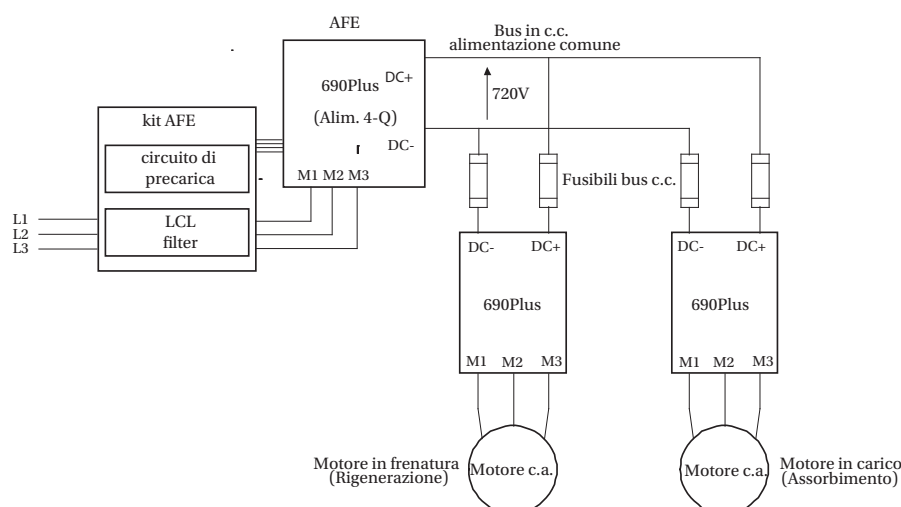 AFE
Bus in c.c.
alimentazione comune
690Plus
DC+
720V
(Alim. 4-Q)
DC-
M1 M2 M3
kit AFE
circuito di
precarica
LCL
filter
L1
L2
L3
Fusibili bus c.c.
DC- DC+
690Plus
M1 M2 M3
DC- DC+
690Plus
M1 M2 M3
Motore in frenatura
(Rigenerazione)
Motore c.a.
Motore c.a.
Motore in carico
(Assorbimento)